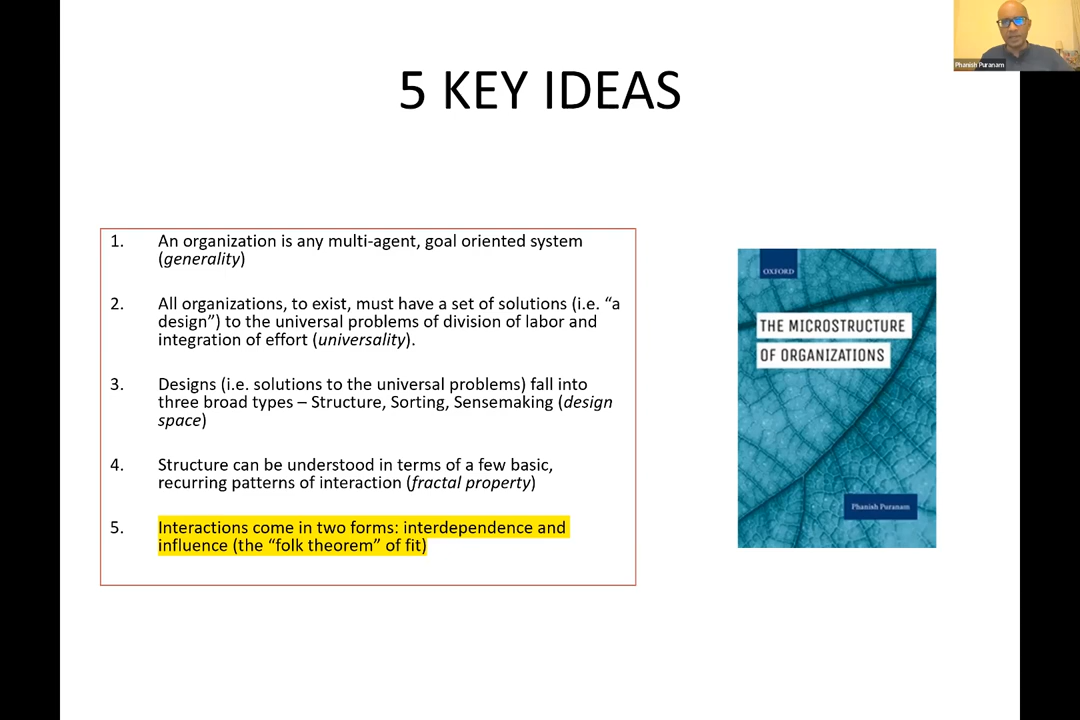 Phanish Puranam
5 KEY IDEAS
1. An organization is any multi-agent, goal oriented system
(generality)
2. All organizations, to exist, must have a set of solutions (i.e. “a
design”) to the universal problems of division of labor and
integration of effort (universality).
3. Designs (i.e. solutions to the universal problems) fall into
three broad types – Structure, Sorting, Sensemaking (design
space)
4. Structure can be understood in terms of a few basic,
recurring patterns of interaction (fractal property)
5. Interactions come in two forms: interdependence and
influence (the “folk theorem” of fit)
OXFORD
THE MICROSTRUCTURE
OF ORGANIZATIONS
Phanish Puranam